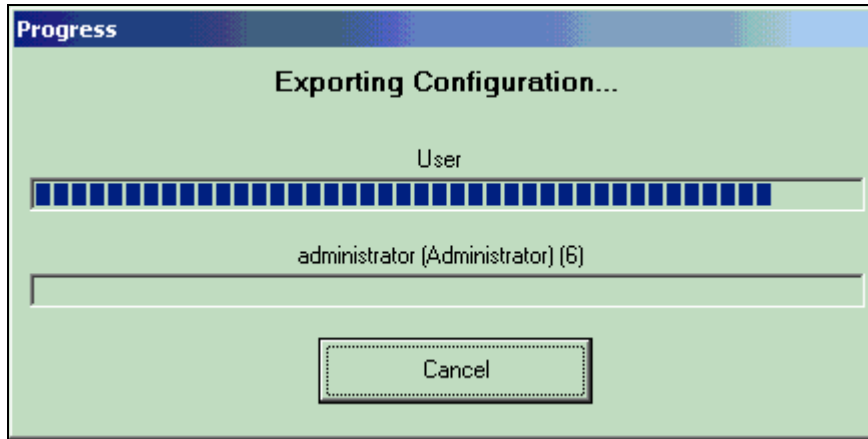 Progress
Exporting Configuration...
User
administrator (Administrator) (6)
Cancel